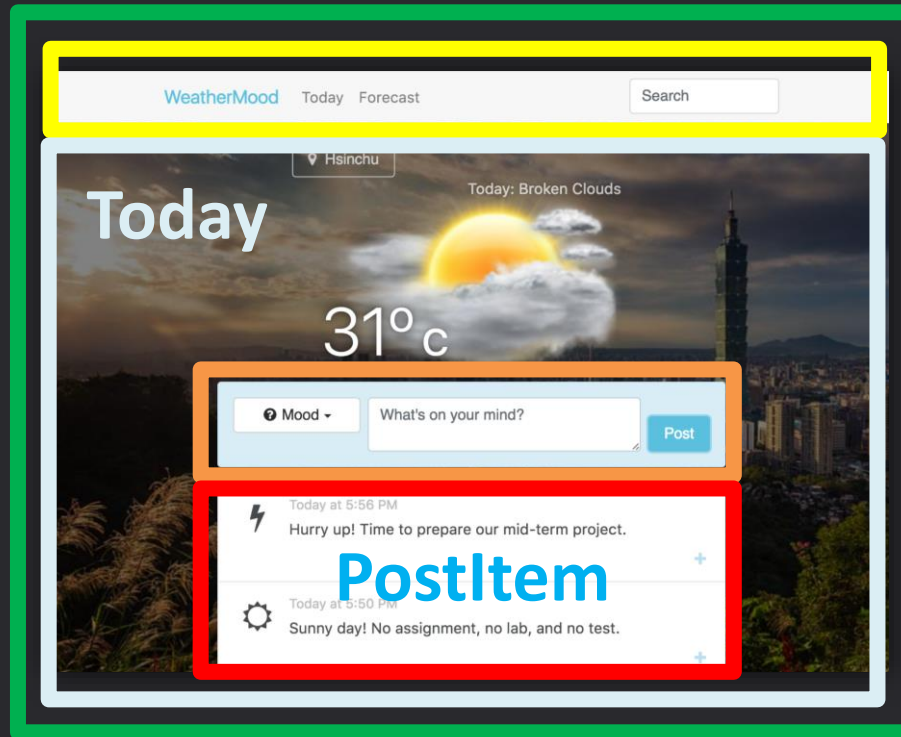 WeatherMood Today Forecast Search
Hsinchu
Today: Broken Clouds
Today
31° c
Mood What's on your mind?
Post
Today at 5:56 PM
Hurry up! Time to prepare our mid-term project.
+
PostItem
Today at 5:50 PM
Sunny day! No assignment, no lab, and no test.
+